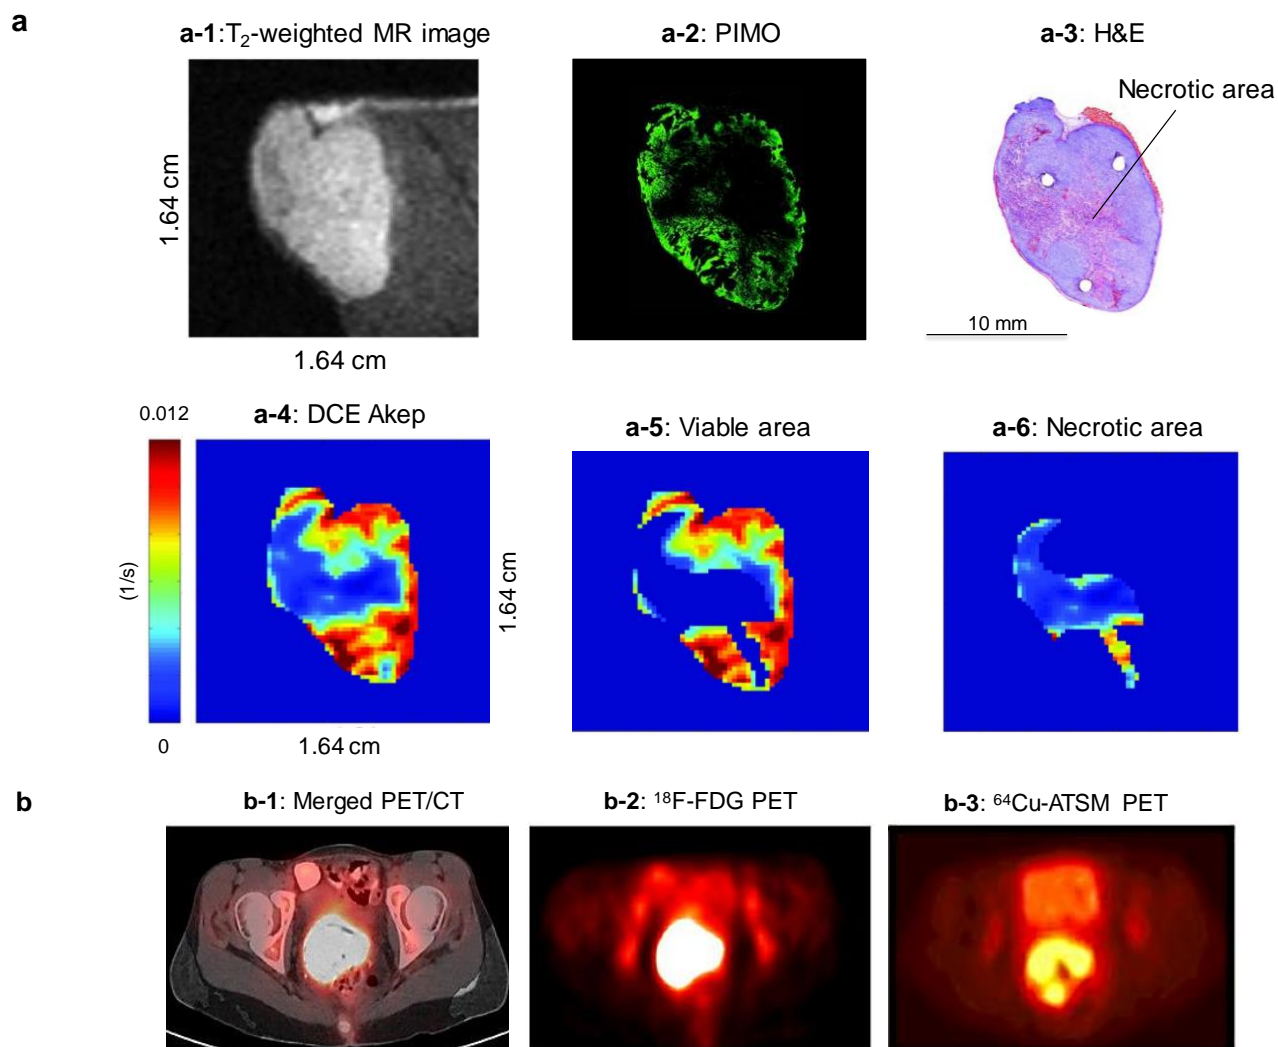 a
a-1:T₂-weighted MR image
a-2: PIMO
a-3: H&E
Necrotic area
1.64 cm
1.64 cm
10 mm
0.012
a-4: DCE Akep
a-5: Viable area
a-6: Necrotic area
(1/s)
1.64 cm
0
1.64 cm
b
b-1: Merged PET/CT
b-2: ¹⁸F-FDG PET
b-3: ⁶⁴Cu-ATSM PET